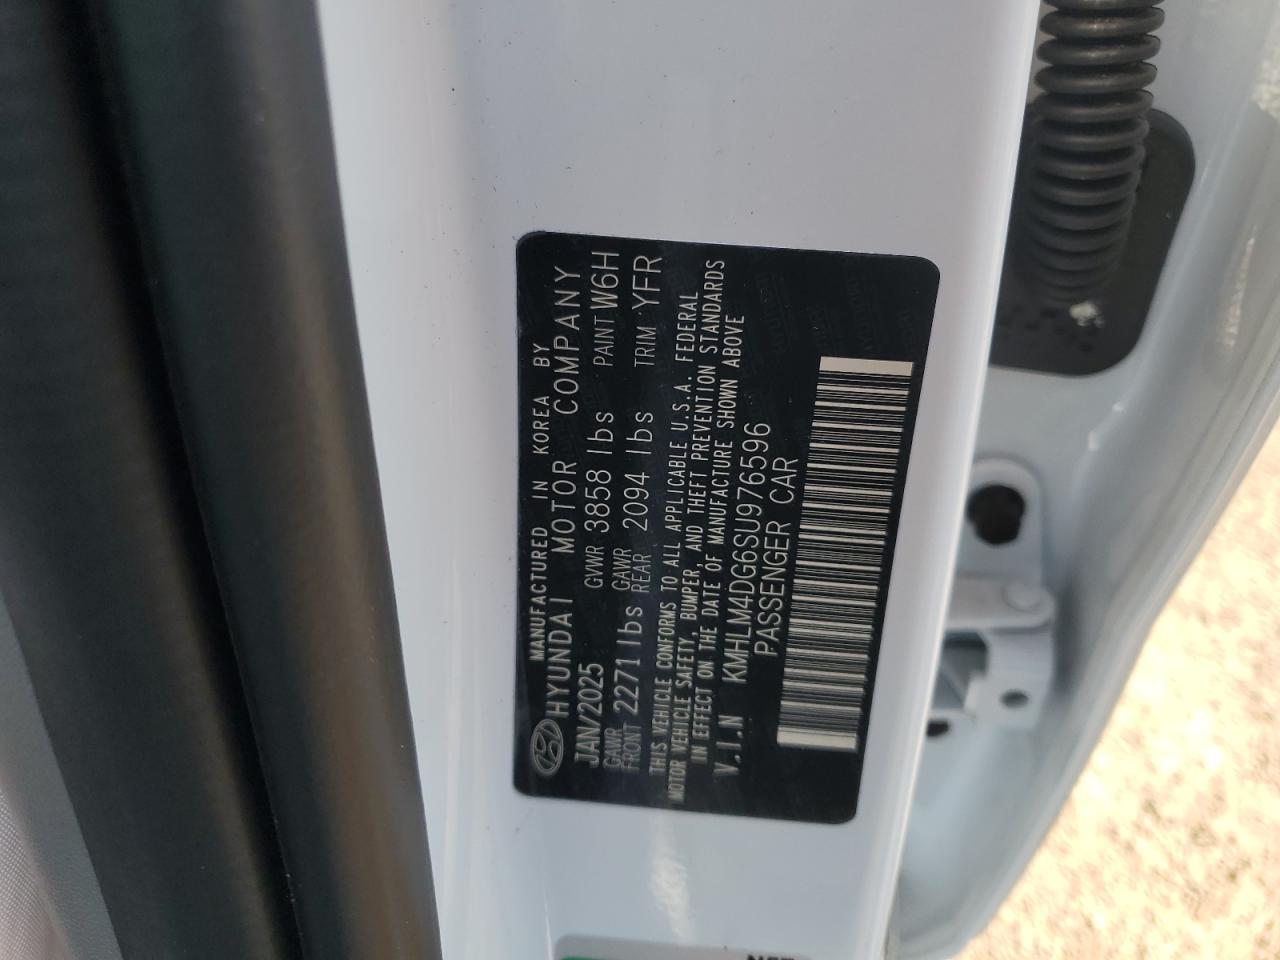 MANUFACTURED IN KOREA BY
HYUNDAI MOTOR COMPANY
JAN/2025 GVWR 3858 lbs PAINT W6H
GAWR FRONT 2271lbs GAWR REAR 2094 lbs TRIM YFR
THIS VEHICLE CONFORMS TO ALL APPLICABLE U.S.A. FEDERAL
MOTOR VEHICLE SAFETY, BUMPER, AND THEFT PREVENTION STANDARDS
IN EFFECT ON THE DATE OF MANUFACTURE SHOWN ABOVE
V.I.N KMHLM4DG6SU976596
PASSENGER CAR